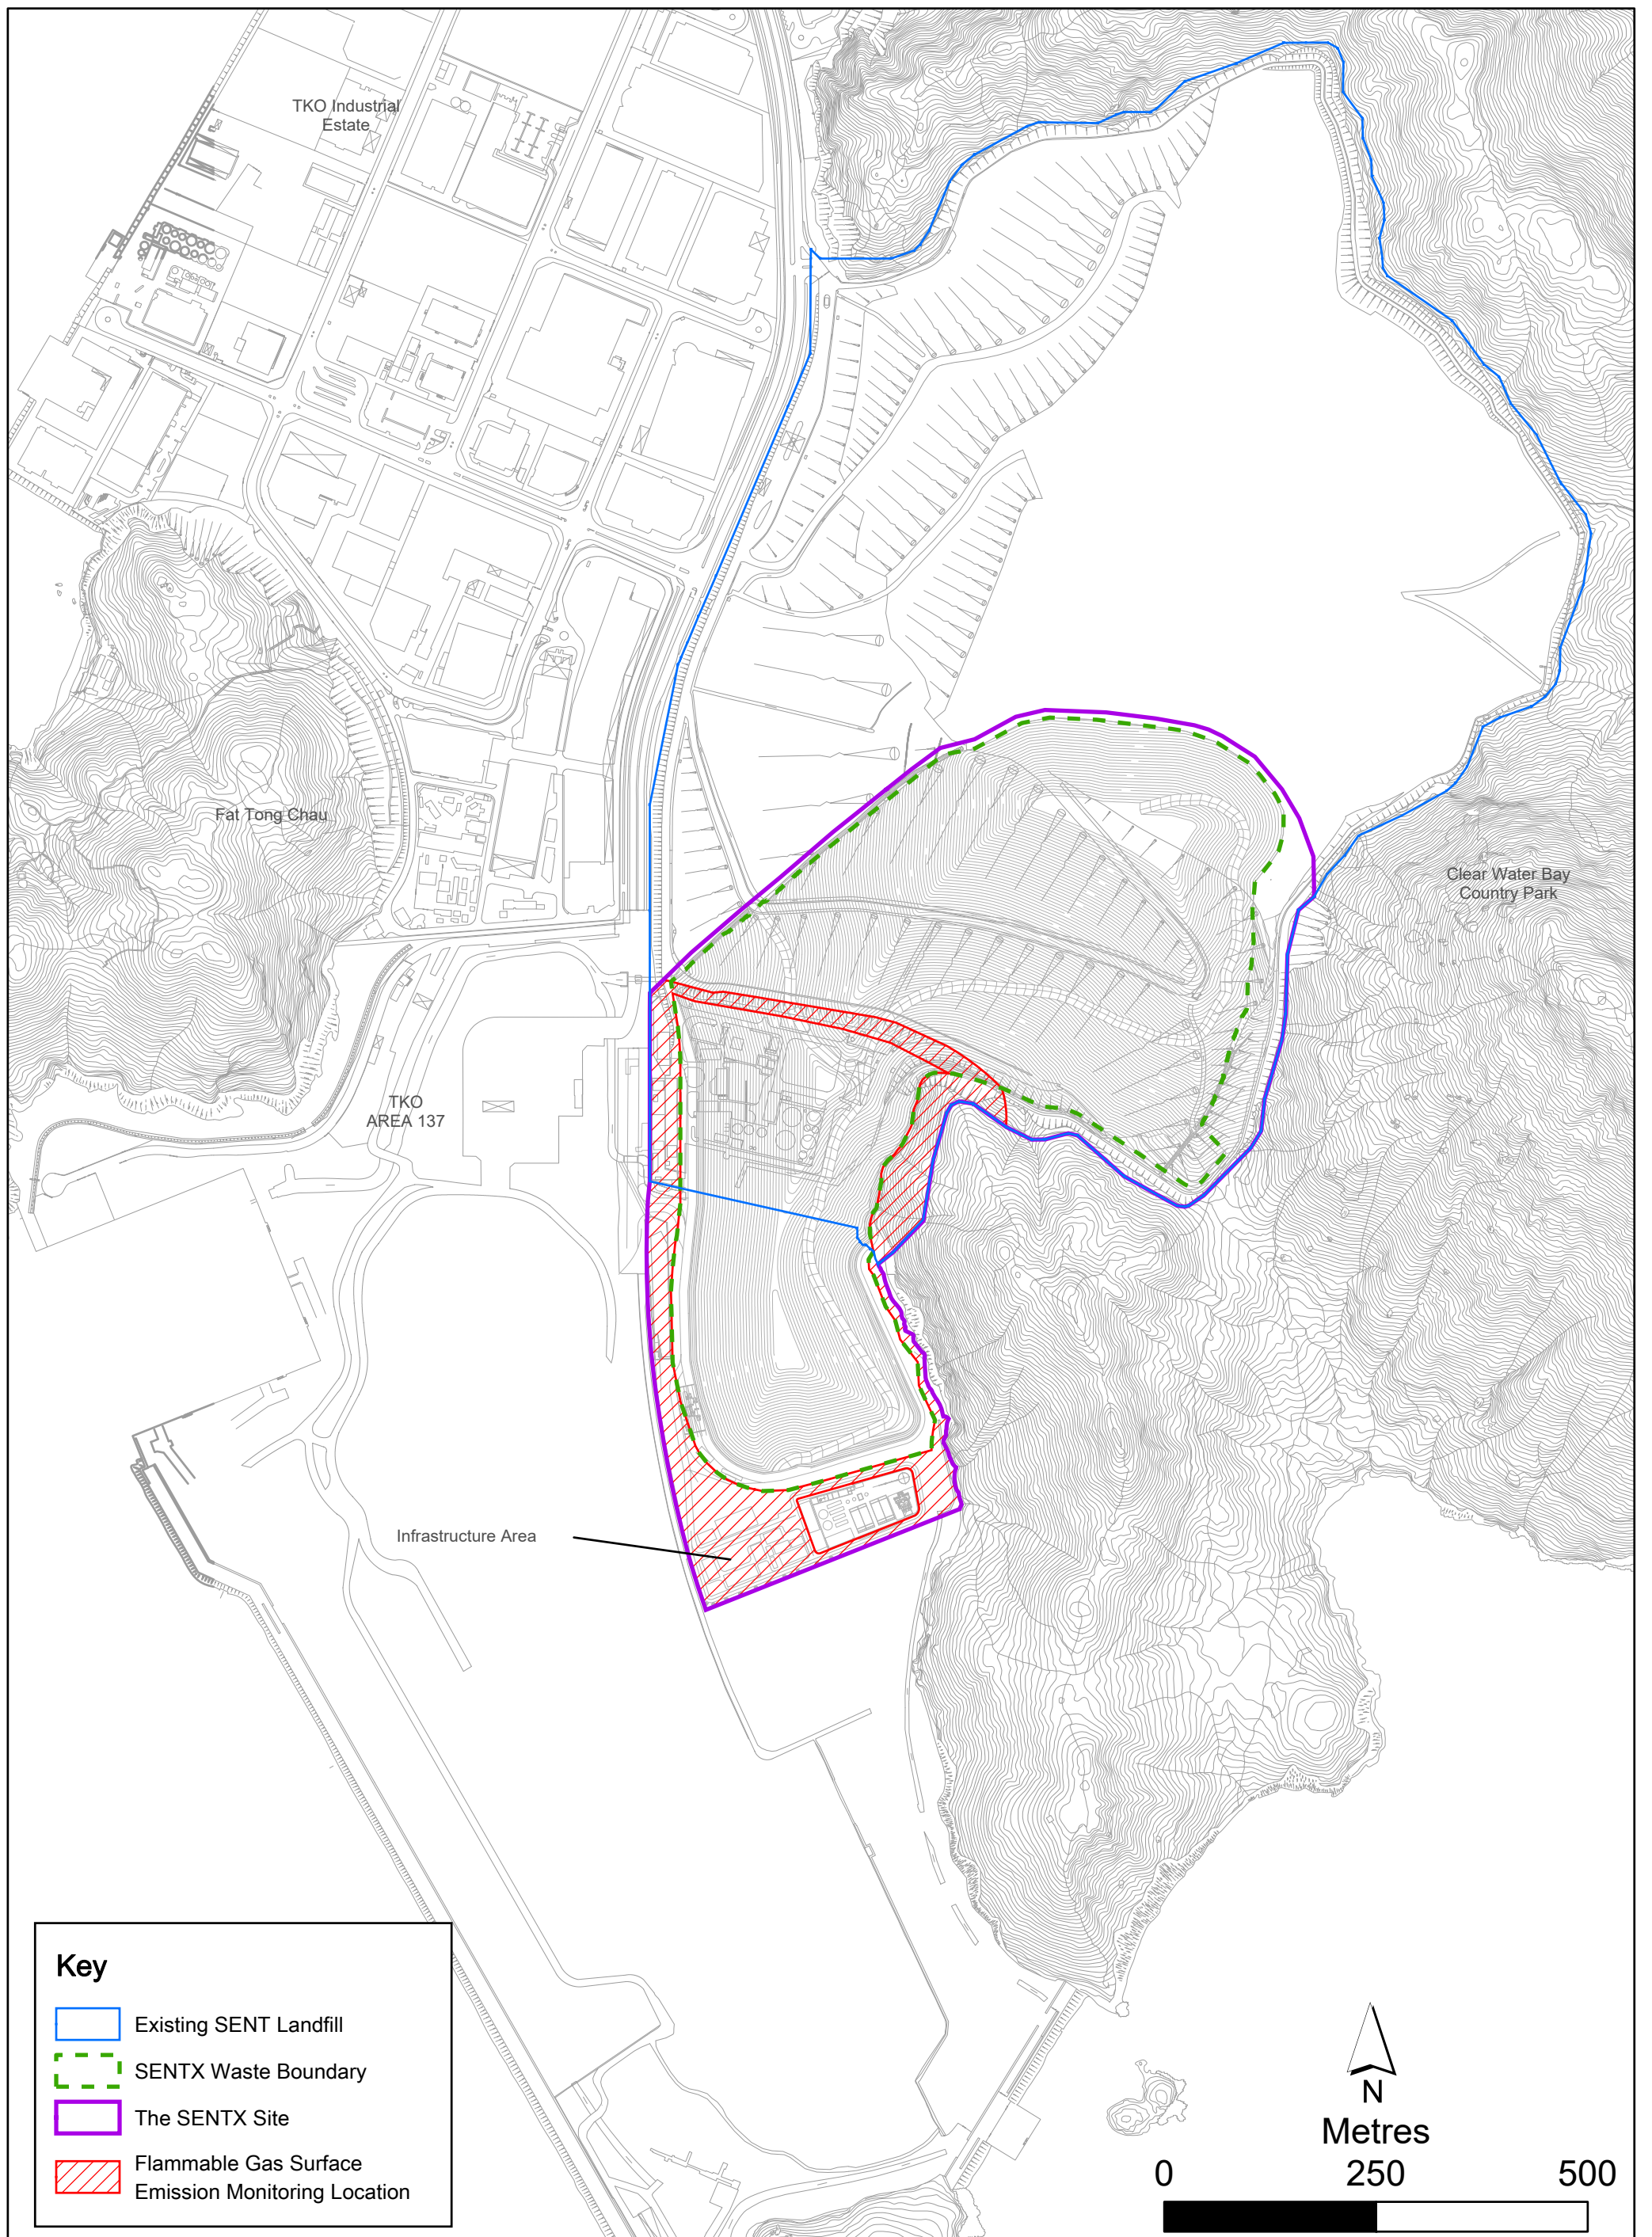 TKO Industrial
Estate
Fat Tong Chau
Clear Water Bay
Country Park
TKO
AREA 137
Infrastructure Area
Key
Existing SENT Landfill
SENTX Waste Boundary
The SENTX Site
Flammable Gas Surface
Emission Monitoring Location
N
Metres
0 250 500